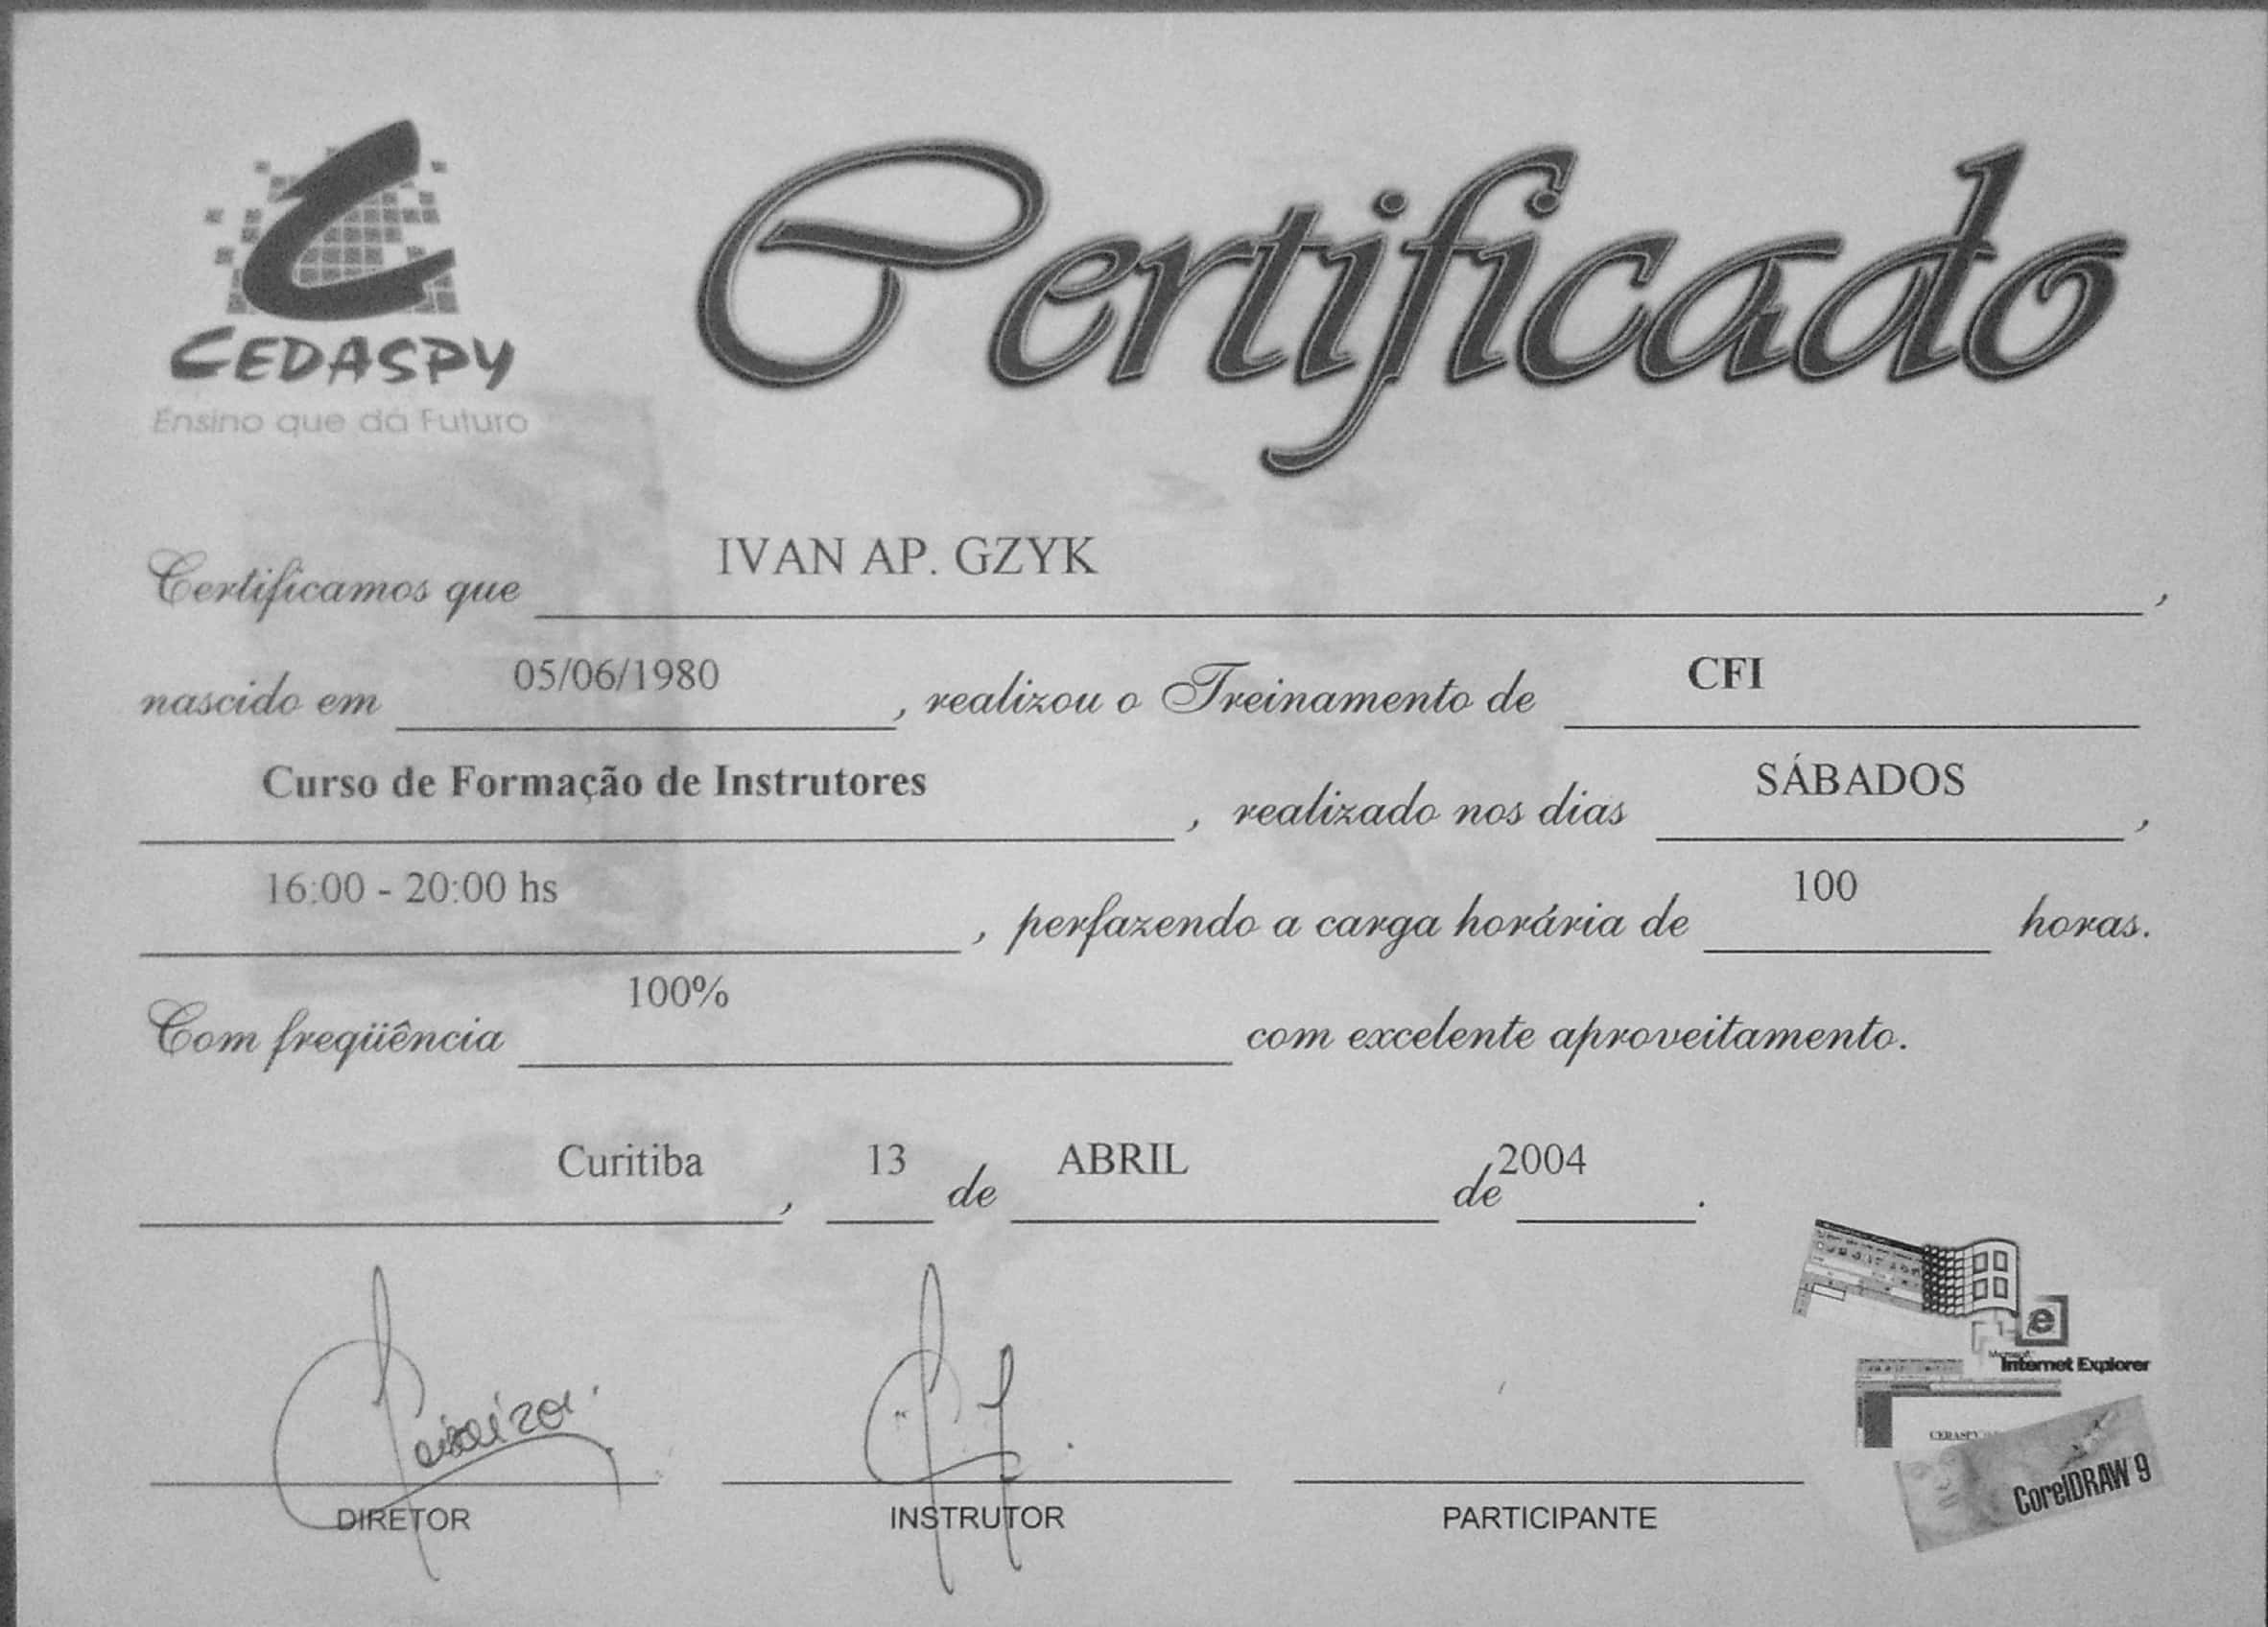 CEDASPY
Ensino que dá Futuro
Certificado
Certificamos que IVAN AP. GZYK ,
nascido em 05/06/1980 , realizou o Treinamento de CFI
Curso de Formação de Instrutores , realizado nos dias SÁBADOS ,
16:00 - 20:00 hs , perfazendo a carga horária de 100 horas.
Com freqüência 100% com excelente aproveitamento.
Curitiba , 13 de ABRIL de 2004 .
Microsoft
Internet Explorer
CEDASPY
CorelDRAW 9
DIRETOR INSTRUTOR PARTICIPANTE